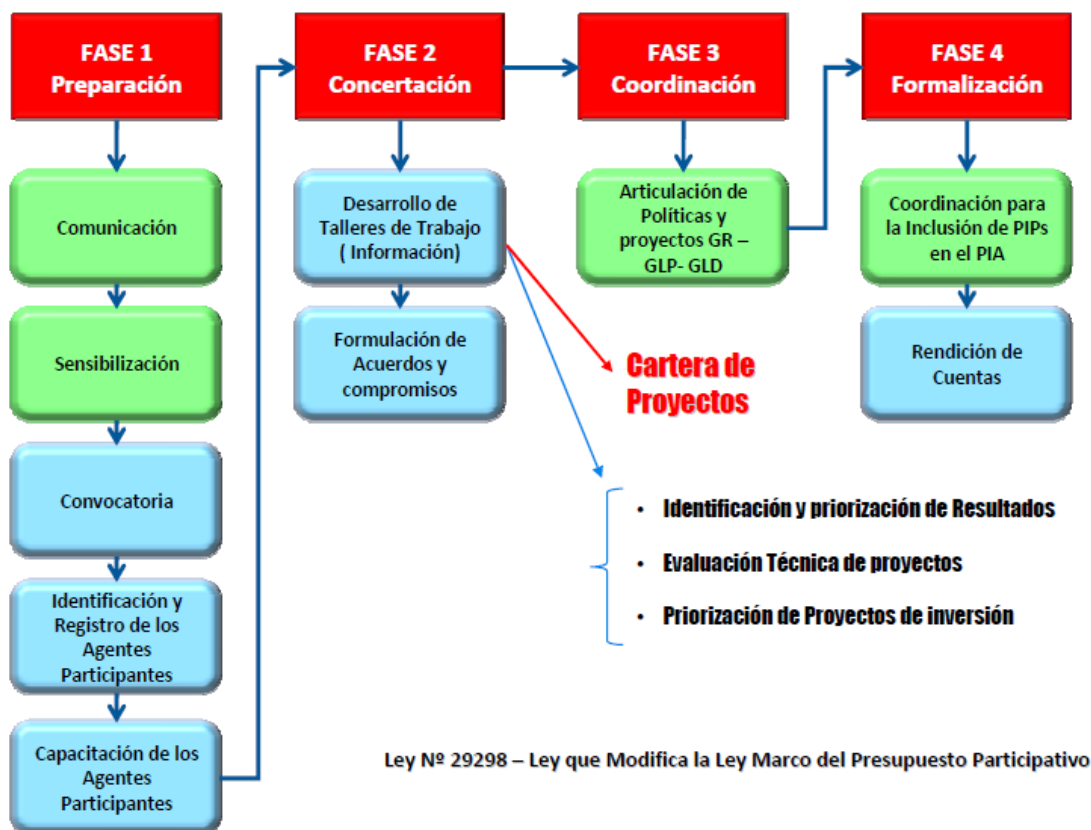 FASE 1
Preparación
Comunicación
Sensibilización
Convocatoria
Identificación y
Registro de los
Agentes
Participantes
Capacitación de los
Agentes
Participantes
FASE 2
Concertación
Desarrollo de
Talleres de Trabajo
( Información)
Formulación de
Acuerdos y
compromisos
Cartera de
Proyectos
• Identificación y priorización de Resultados
• Evaluación Técnica de proyectos
• Priorización de Proyectos de inversión
FASE 3
Coordinación
Articulación de
Políticas y
proyectos GR –
GLP- GLD
FASE 4
Formalización
Coordinación para
la Inclusión de PIPs
en el PIA
Rendición de
Cuentas
Ley Nº 29298 – Ley que Modifica la Ley Marco del Presupuesto Participativo